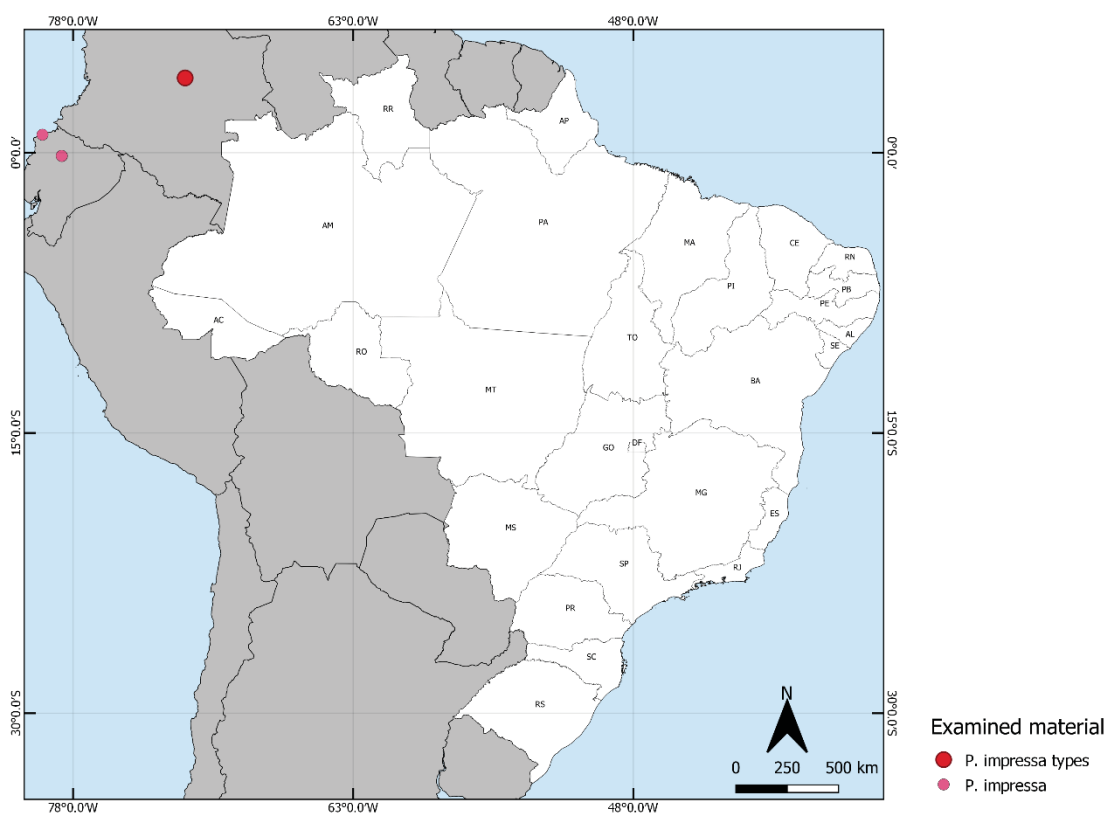 78°0.0'W 63°0.0'W 48°0.0'W
RR
AP
0°0.0' 0°0.0'
AM PA MA CE
RN
PI PB
PE
AC TO AL
RO SE
MT BA
15°0.0'S 15°0.0'S
GO DF
MG
MS ES
SP RJ
PR
SC
RS N
30°0.0'S 30°0.0'S
Examined material
P. impressa types
0 250 500 km
P. impressa
78°0.0'W 63°0.0'W 48°0.0'W